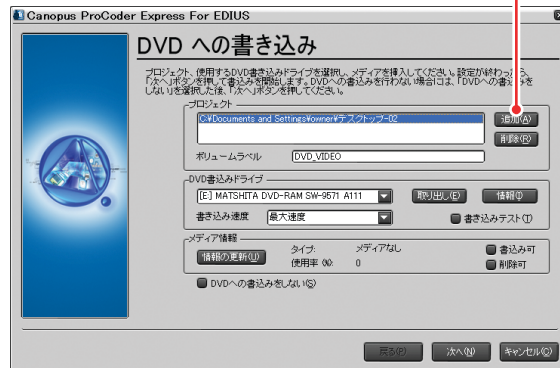 Canopus ProCoder Express For EDIUS
DVD への書き込み
プロジェクト、使用するDVD書き込みドライブを選択し、メディアを挿入してください。設定が終わったら、
「次へ」ボタンを押して書き込みを開始します。DVDへの書き込みを行わない場合には、「DVDへの書き込みを
しない」を選択した後、「次へ」ボタンを押してください。
プロジェクト
C:¥Documents and Settings¥owner¥デスクトップ-02
追加(A)
削除(R)
ボリュームラベル DVD_VIDEO
DVD書込みドライブ
[E:] MATSHITA DVD-RAM SW-9571 A111 取り出し(E) 情報(I)
書き込み速度 最大速度 書き込みテスト(T)
メディア情報
情報の更新(U) タイプ: メディアなし 書込み可
使用率 (%): 0 削除可
DVDへの書込みをしない(S)
戻る(P) 次へ(N) キャンセル(C)